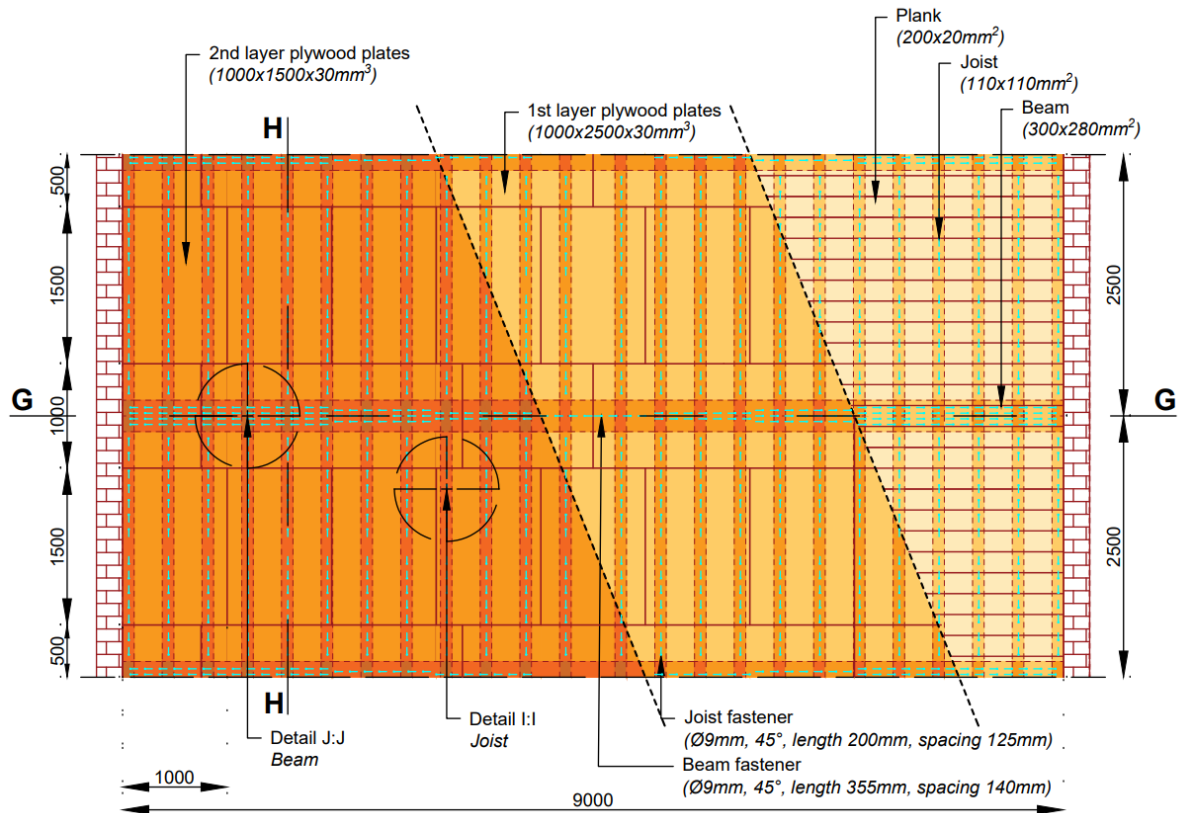 Plank
(200x20mm²)
2nd layer plywood plates
(1000x1500x30mm³)
Joist
(110x110mm²)
1st layer plywood plates
(1000x2500x30mm³)
Beam
(300x280mm²)
H
500
1500
1000
1500
500
2500
2500
G
G
H
Detail J:J
Beam
Detail I:I
Joist
Joist fastener
(Ø9mm, 45°, length 200mm, spacing 125mm)
Beam fastener
(Ø9mm, 45°, length 355mm, spacing 140mm)
1000
9000